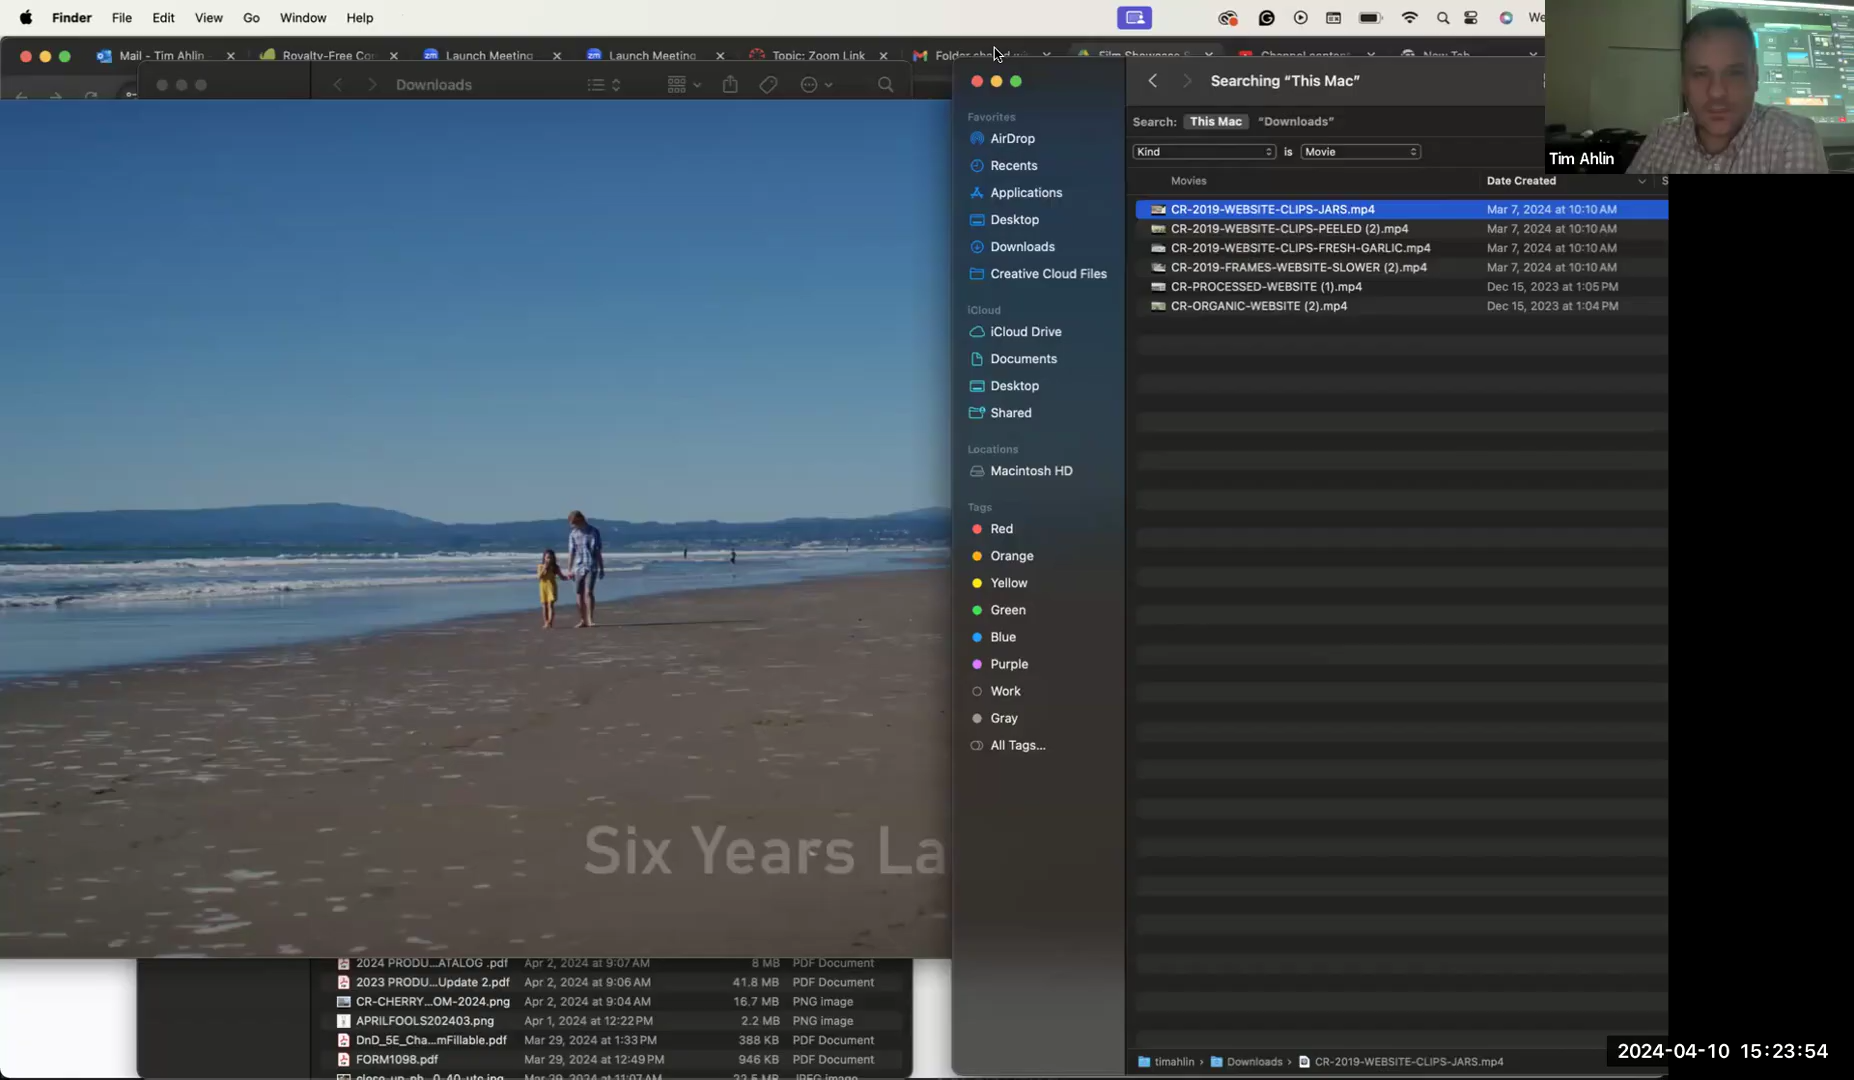 Finder File Edit View Go Window Help
We
Mail - Tim Ahlin
Royalty-Free Co
Launch Meeting
Launch Meeting
Topic: Zoom Link
Film Showcase S
New Tab
Downloads
Searching “This Mac”
Search: This Mac “Downloads”
Kind is Movie
Tim Ahlin
Movies Date Created S
CR-2019-WEBSITE-CLIPS-JARS.mp4 Mar 7, 2024 at 10:10 AM
CR-2019-WEBSITE-CLIPS-PEELED (2).mp4 Mar 7, 2024 at 10:10 AM
CR-2019-WEBSITE-CLIPS-FRESH-GARLIC.mp4 Mar 7, 2024 at 10:10 AM
CR-2019-FRAMES-WEBSITE-SLOWER (2).mp4 Mar 7, 2024 at 10:10 AM
CR-PROCESSED-WEBSITE (1).mp4 Dec 15, 2023 at 1:05 PM
CR-ORGANIC-WEBSITE (2).mp4 Dec 15, 2023 at 1:04 PM
Favorites
AirDrop
Recents
Applications
Desktop
Downloads
Creative Cloud Files
iCloud
iCloud Drive
Documents
Desktop
Shared
Locations
Macintosh HD
Tags
Red
Orange
Yellow
Green
Blue
Purple
Work
Gray
All Tags...
Six Years La
2024 PRODU...ATALOG .pdf Apr 2, 2024 at 9:07 AM 8 MB PDF Document
2023 PRODU...Update 2.pdf Apr 2, 2024 at 9:06 AM 41.8 MB PDF Document
CR-CHERRY...OM-2024.png Apr 2, 2024 at 9:04 AM 16.7 MB PNG image
APRILFOOLS202403.png Apr 1, 2024 at 12:22 PM 2.2 MB PNG image
DnD_5E_Cha...mFillable.pdf Mar 29, 2024 at 1:33 PM 388 KB PDF Document
FORM1098.pdf Mar 29, 2024 at 12:49 PM 946 KB PDF Document
timahlin › Downloads › CR-2019-WEBSITE-CLIPS-JARS.mp4
2024-04-10 15:23:54